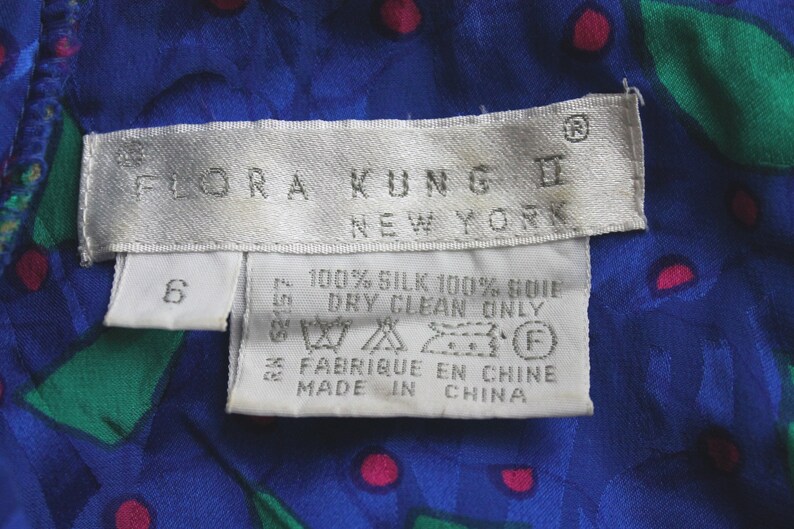 FLORA KUNG II ®
NEW YORK
6
RN 62157
100% SILK 100% SOIE
DRY CLEAN ONLY
F
FABRIQUE EN CHINE
MADE IN CHINA